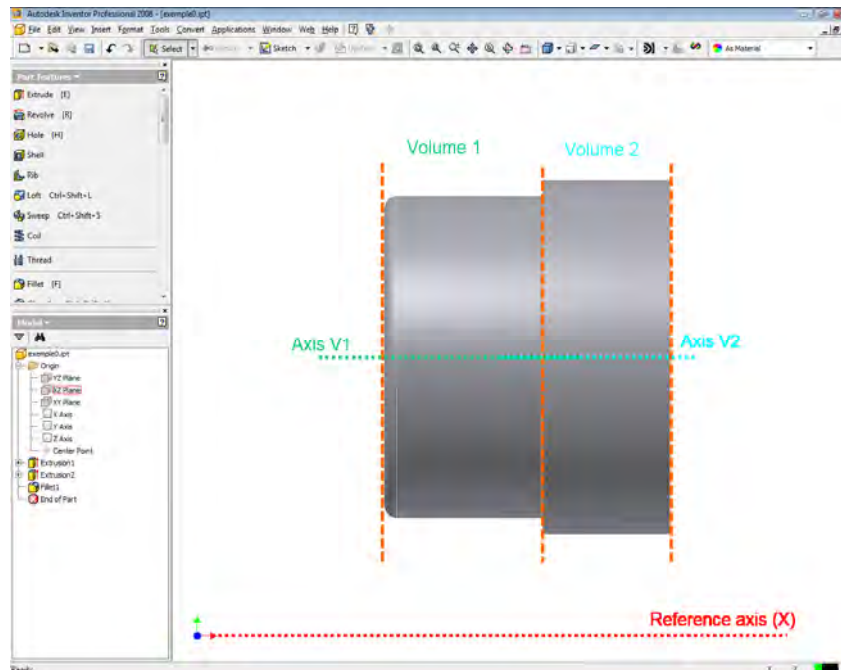 Autodesk Inventor Professional 2008 - [exemple0.ipt]
File Edit View Insert Format Tools Convert Applications Window Web Help
Select Sketch As Material
Part Features
Extrude [E]
Revolve [R]
Hole [H]
Shell
Rib
Loft Ctrl+Shift+L
Sweep Ctrl+Shift+S
Coil
Thread
Fillet [F]
Model
exemple0.ipt
Origin
YZ Plane
XZ Plane
XY Plane
X Axis
Y Axis
Z Axis
Center Point
Extrusion1
Extrusion2
Fillet1
End of Part
Volume 1
Volume 2
Axis V1
Axis V2
Reference axis (X)